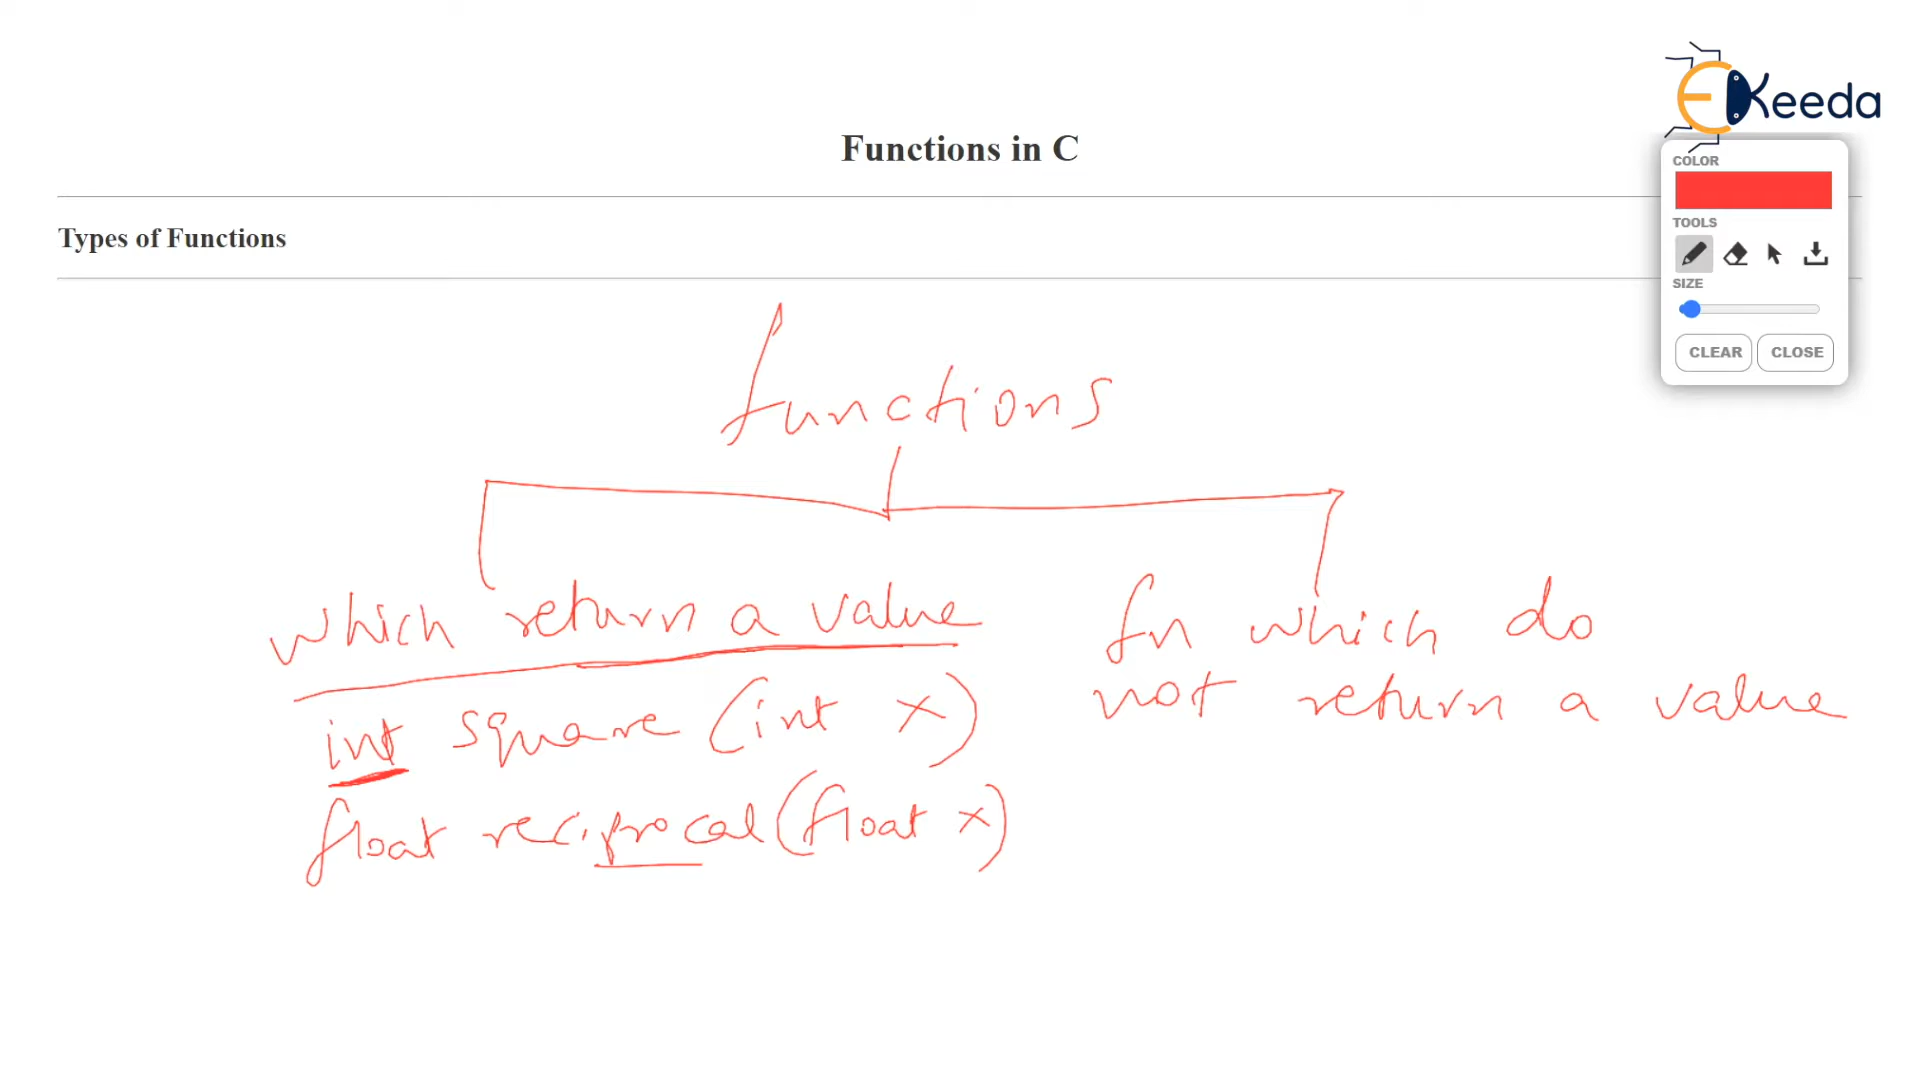 EKeeda
Functions in C
COLOR
TOOLS
Types of Functions
SIZE
CLEAR CLOSE
functions
which return a value
fn which do
not return a value
int square (int x)
float reciprocal (float x)